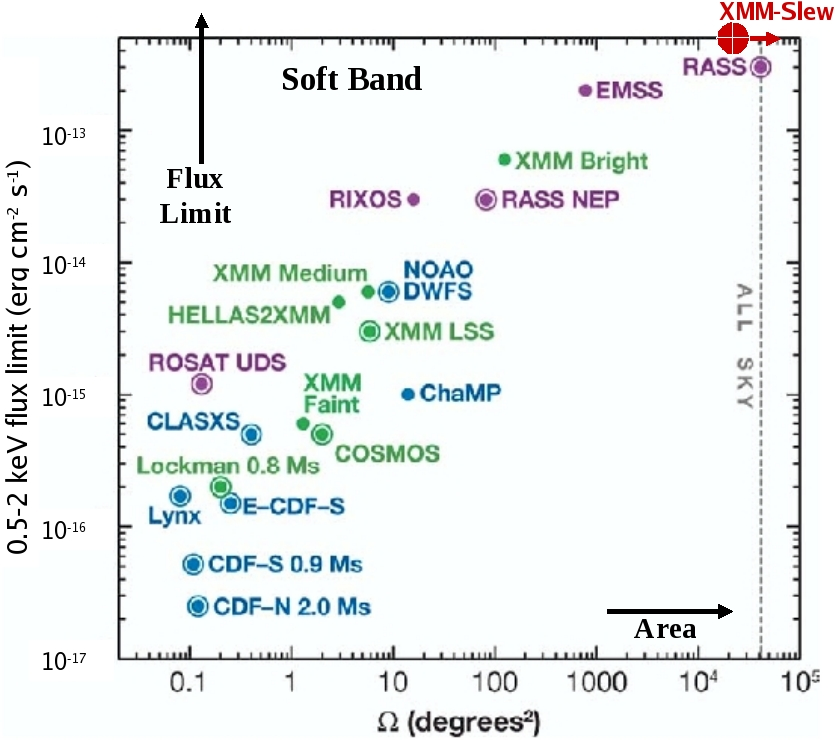 XMM-Slew
Soft Band
RASS
EMSS
10-13
XMM Bright
Flux
Limit
RIXOS
RASS NEP
10-14
XMM Medium
NOAO
DWFS
HELLAS2XMM
XMM LSS
ALL SKY
ROSAT UDS
XMM
Faint
10-15
ChaMP
CLASXS
COSMOS
Lockman 0.8 Ms
Lynx
E–CDF–S
10-16
CDF–S 0.9 Ms
CDF–N 2.0 Ms
Area
10-17
0.5-2 keV flux limit (erg cm-2 s-1)
0.1 1 10 100 1000 10⁴ 10⁵
Ω (degrees²)